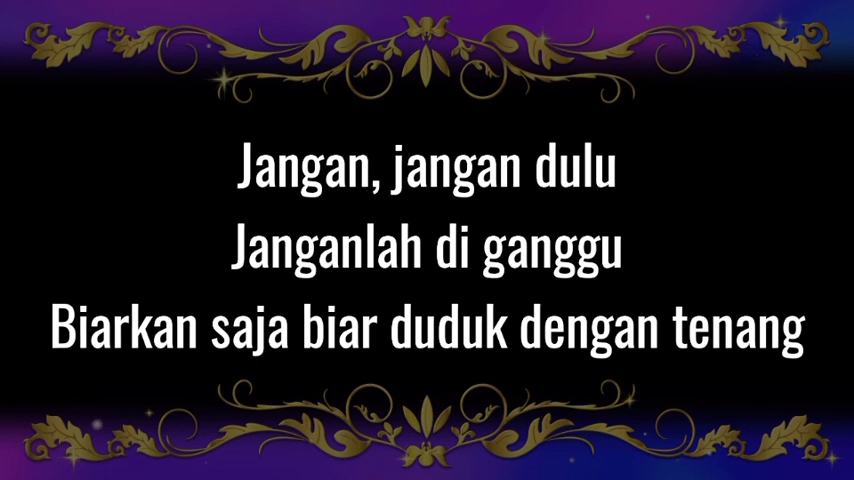 Jangan, jangan dulu
Janganlah di ganggu
Biarkan saja biar duduk dengan tenang